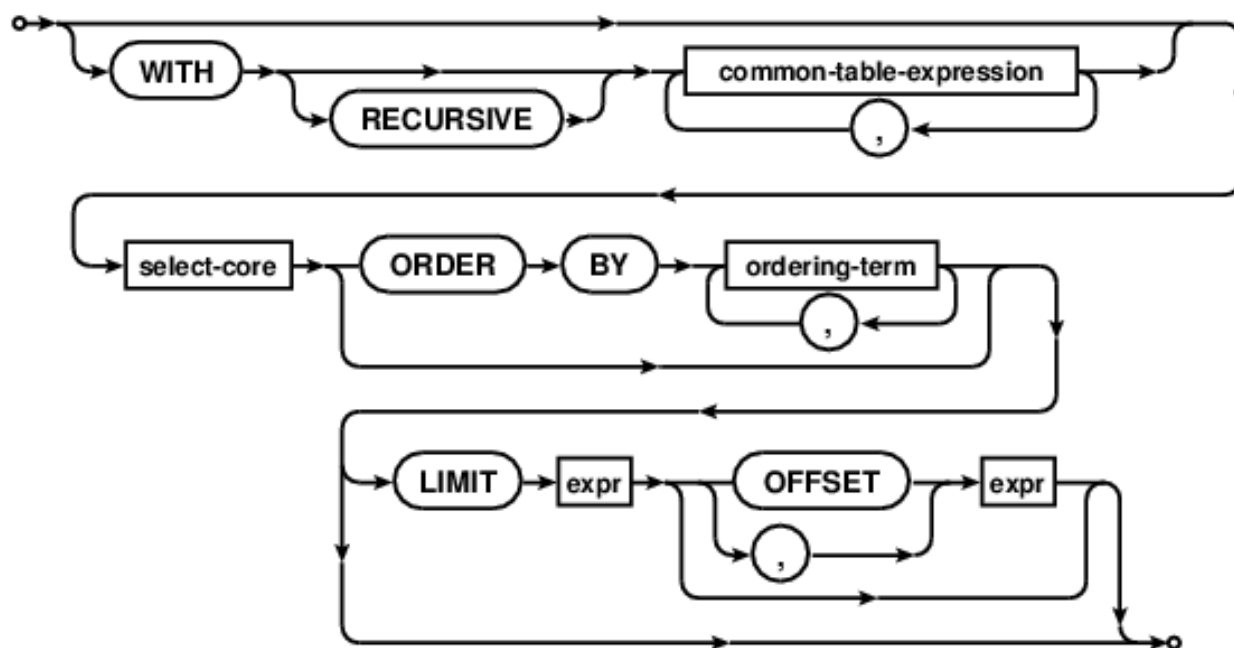 WITH common-table-expression
RECURSIVE ,
select-core ORDER BY ordering-term
,
LIMIT expr OFFSET expr
,